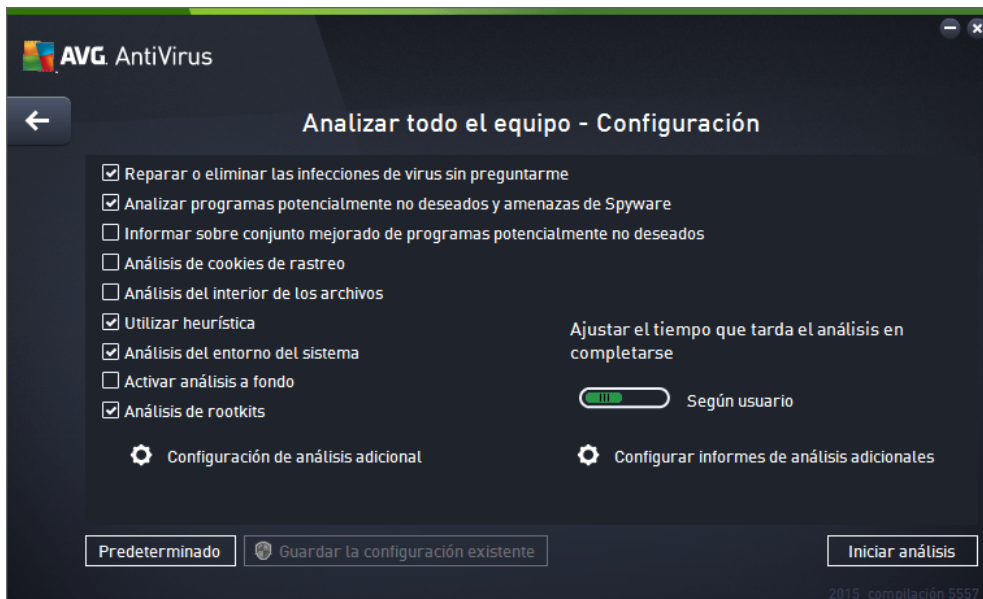 AVG. AntiVirus
Analizar todo el equipo - Configuración
Reparar o eliminar las infecciones de virus sin preguntarme
Analizar programas potencialmente no deseados y amenazas de Spyware
Informar sobre conjunto mejorado de programas potencialmente no deseados
Análisis de cookies de rastreo
Análisis del interior de los archivos
Utilizar heurística
Análisis del entorno del sistema
Activar análisis a fondo
Análisis de rootkits
Ajustar el tiempo que tarda el análisis en
completarse
Según usuario
Configuración de análisis adicional
Configurar informes de análisis adicionales
Predeterminado
Guardar la configuración existente
Iniciar análisis
2015 compilación 5557